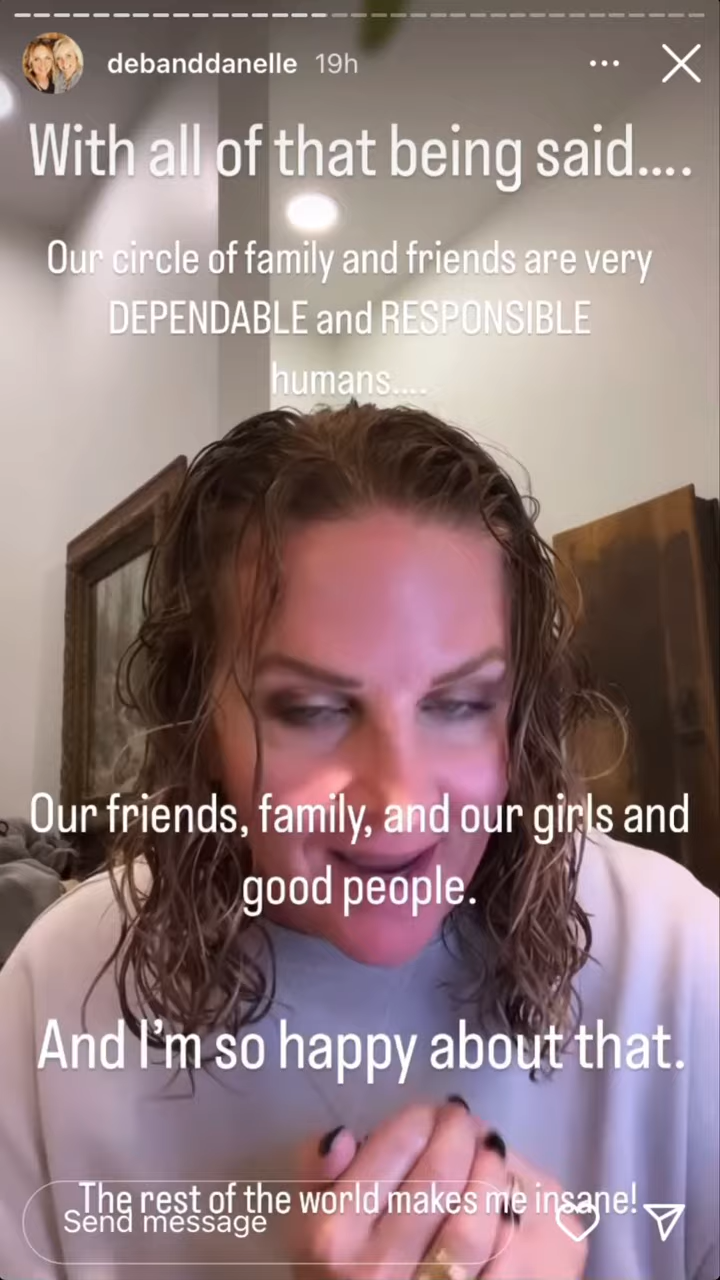 debanddanelle 19h
With all of that being said....
Our circle of family and friends are very
DEPENDABLE and RESPONSIBLE
humans....
Our friends, family, and our girls and
good people.
And I'm so happy about that.
The rest of the world makes me insane!
Send message